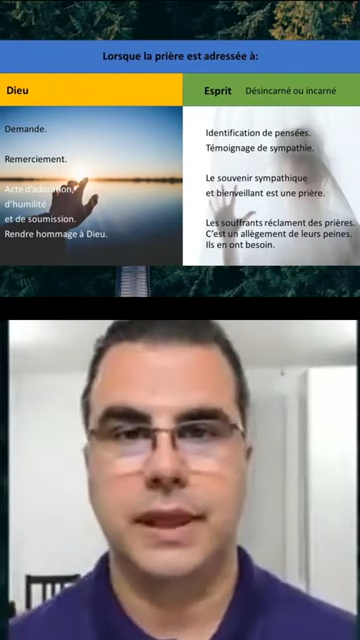 Lorsque la prière est adressée à:
Dieu
Esprit Désincarné ou incarné
Demande.
Remerciement.
Acte d'adoration,
d'humilité
et de soumission.
Rendre hommage à Dieu.
Identification de pensées.
Témoignage de sympathie.
Le souvenir sympathique
et bienveillant est une prière.
Les souffrants réclament des prières.
C'est un allègement de leurs peines.
Ils en ont besoin.